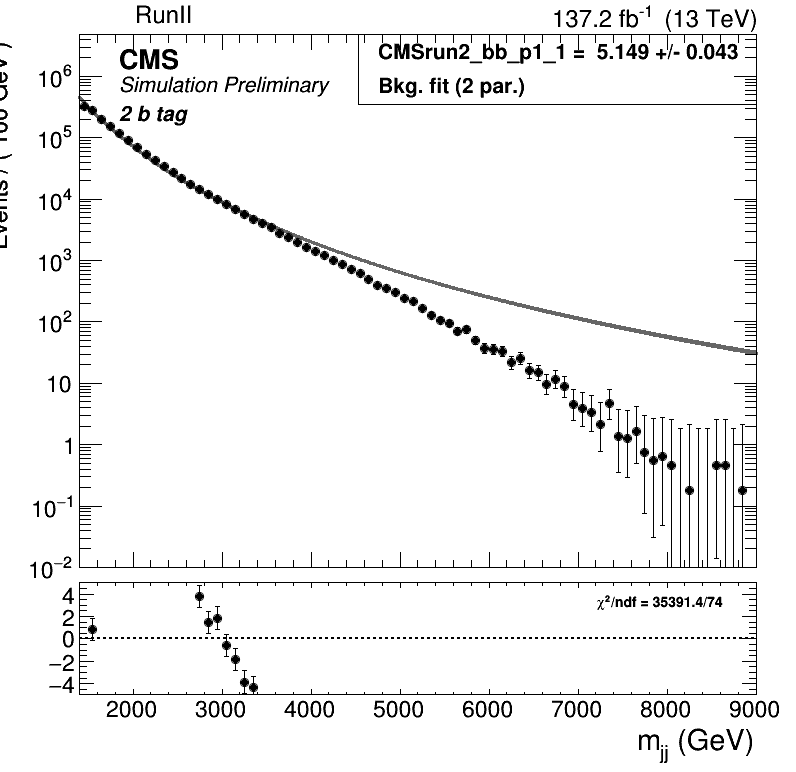 RunII
137.2 fb⁻¹ (13 TeV)
CMS
Simulation Preliminary
2 b tag
CMSrun2_bb_p1_1 = 5.149 +/- 0.043
Bkg. fit (2 par.)
Events / ( 100 GeV )
10⁶
10⁵
10⁴
10³
10²
10
1
10⁻¹
10⁻²
χ²/ndf = 35391.4/74
4
2
0
−2
−4
2000 3000 4000 5000 6000 7000 8000 9000
m_jj (GeV)